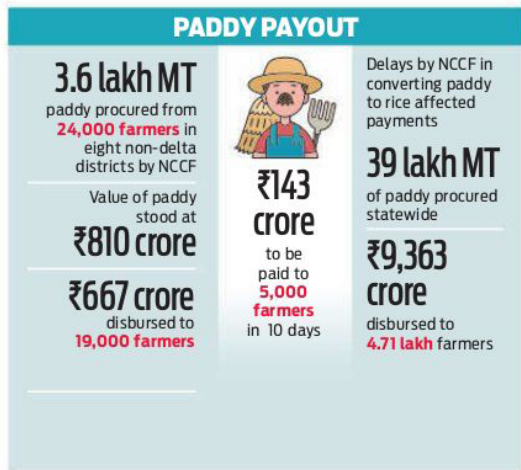 PADDY PAYOUT
3.6 lakh MT
paddy procured from
24,000 farmers in
eight non-delta
districts by NCCF
Value of paddy
stood at
₹810 crore
₹667 crore
disbursed to
19,000 farmers
₹143
crore
to be
paid to
5,000
farmers
in 10 days
Delays by NCCF in
converting paddy
to rice affected
payments
39 lakh MT
of paddy procured
statewide
₹9,363
crore
disbursed to
4.71 lakh farmers